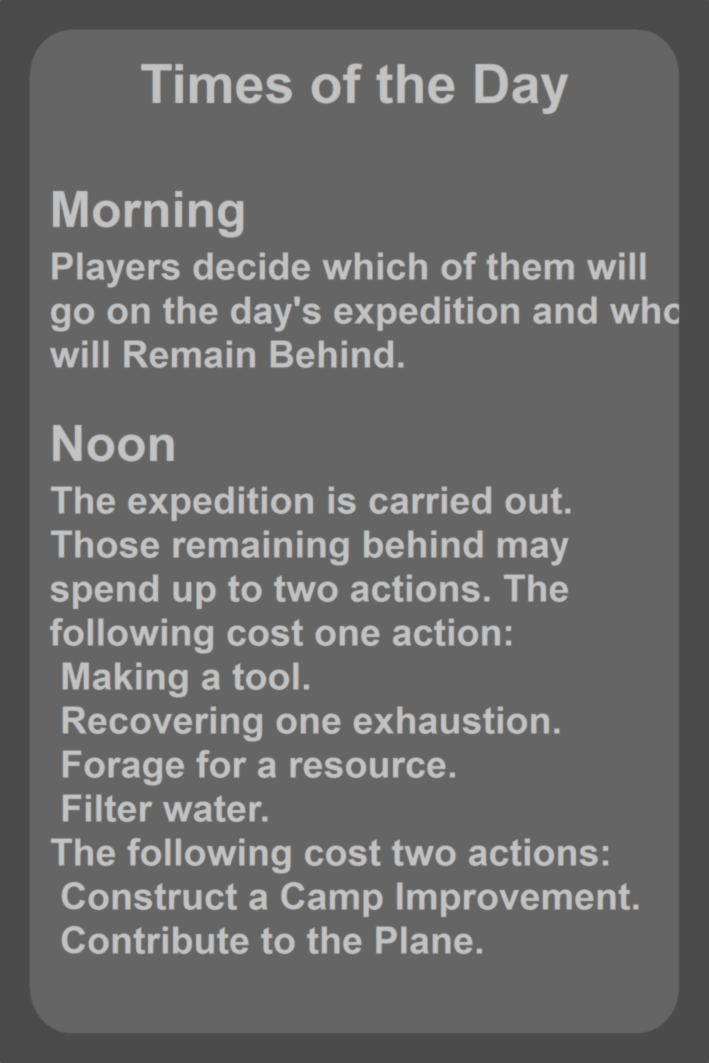 Times of the Day
Morning
Players decide which of them will
go on the day's expedition and who
will Remain Behind.
Noon
The expedition is carried out.
Those remaining behind may
spend up to two actions. The
following cost one action:
Making a tool.
Recovering one exhaustion.
Forage for a resource.
Filter water.
The following cost two actions:
Construct a Camp Improvement.
Contribute to the Plane.